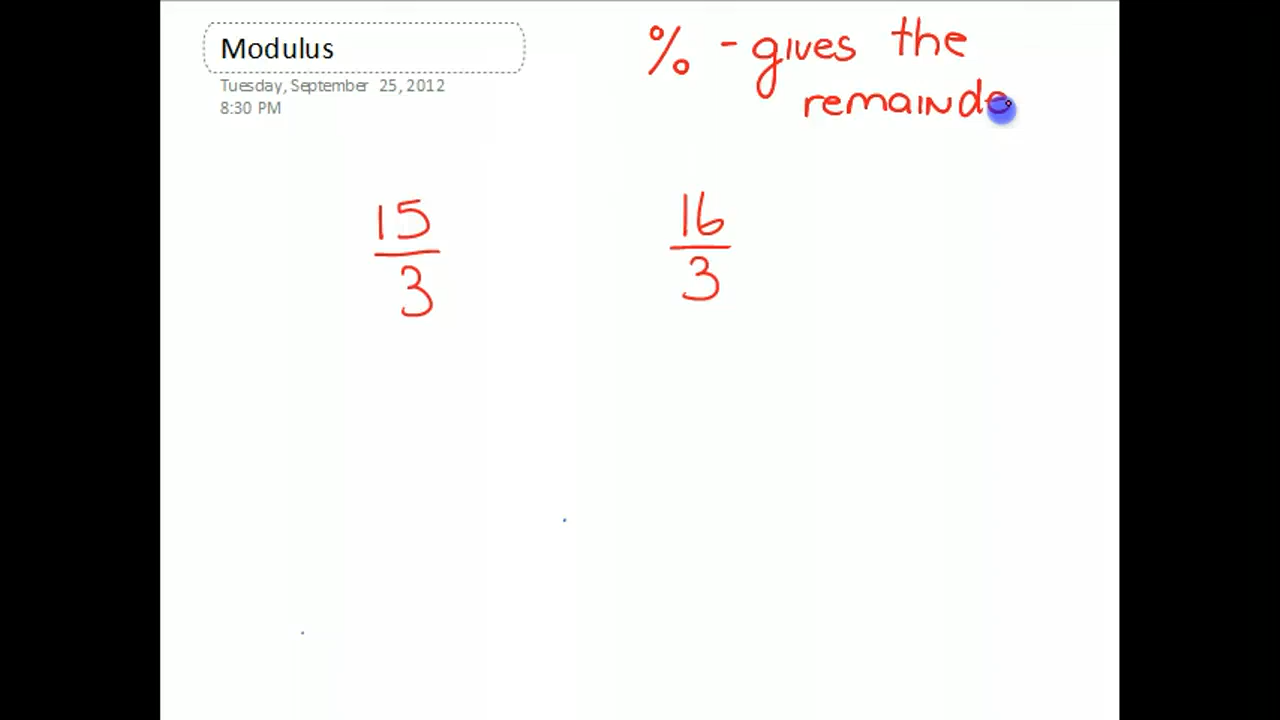 Modulus
Tuesday, September 25, 2012
8:30 PM
% - gives the
remainde
15
3
16
3